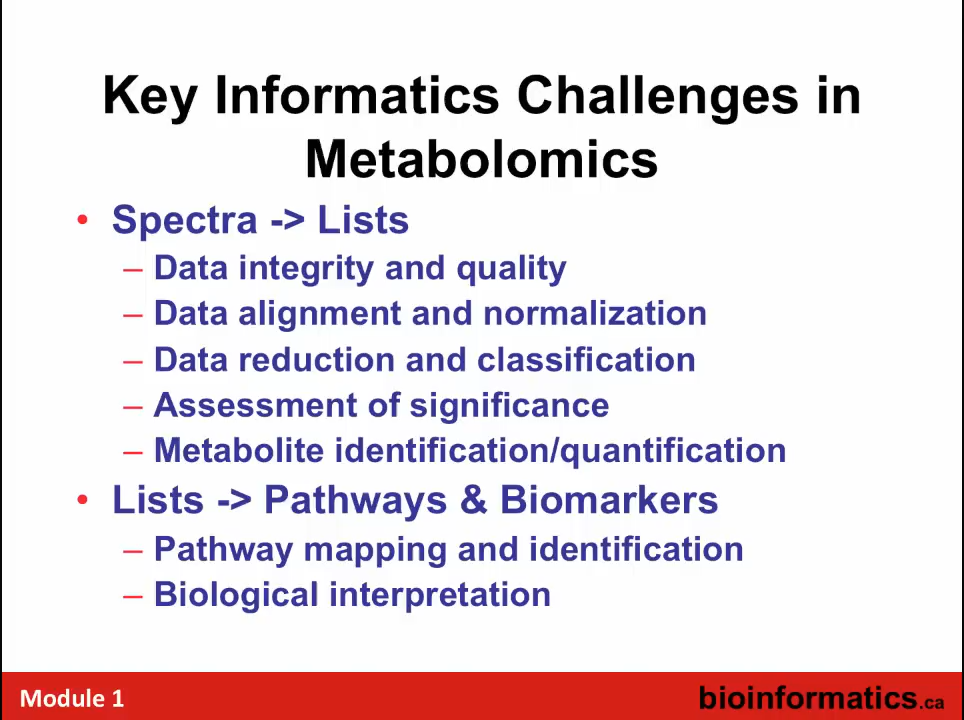 Key Informatics Challenges in
Metabolomics
• Spectra -> Lists
– Data integrity and quality
– Data alignment and normalization
– Data reduction and classification
– Assessment of significance
– Metabolite identification/quantification
• Lists -> Pathways & Biomarkers
– Pathway mapping and identification
– Biological interpretation
Module 1
bioinformatics.ca